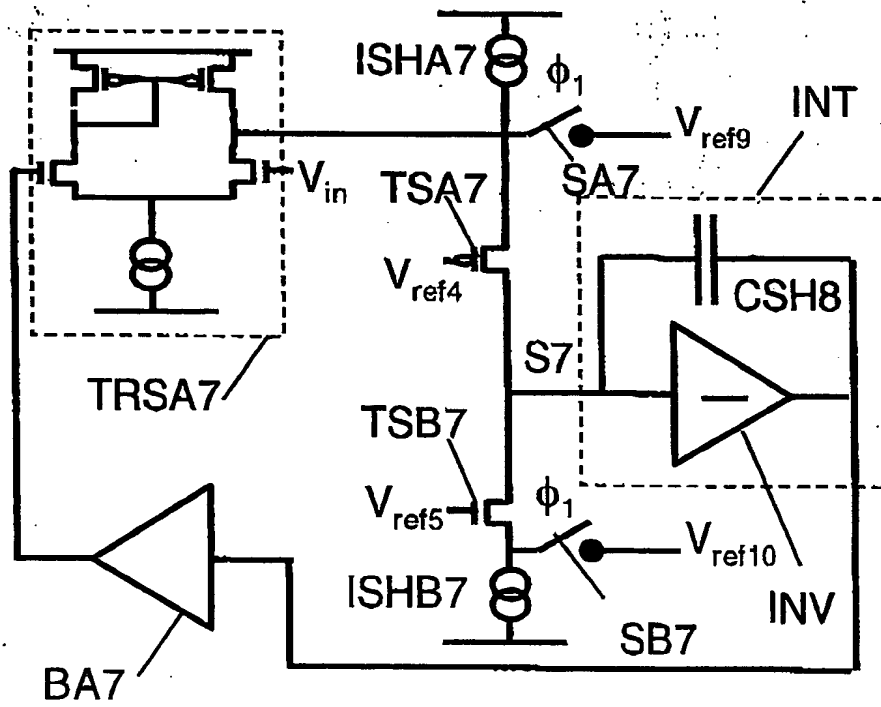 ISHA7
ϕ1
INT
Vref9
SA7
Vin
TSA7
Vref4
CSH8
S7
TRSA7
TSB7
Vref5
ϕ1
Vref10
ISHB7
INV
SB7
BA7